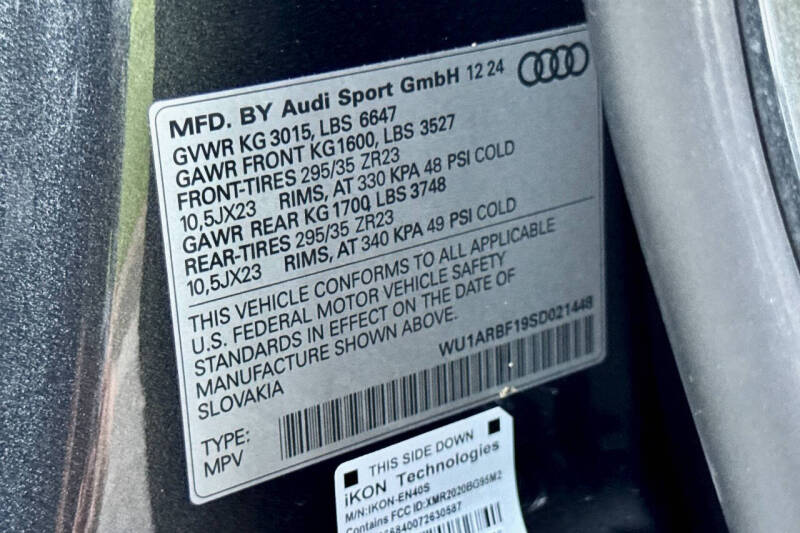 MFD. BY Audi Sport GmbH 12 24
GVWR KG 3015, LBS 6647
GAWR FRONT KG1600, LBS 3527
FRONT-TIRES 295/35 ZR23
10,5JX23 RIMS, AT 330 KPA 48 PSI COLD
GAWR REAR KG 1700, LBS 3748
REAR-TIRES 295/35 ZR23
10,5JX23 RIMS, AT 340 KPA 49 PSI COLD
THIS VEHICLE CONFORMS TO ALL APPLICABLE
U.S. FEDERAL MOTOR VEHICLE SAFETY
STANDARDS IN EFFECT ON THE DATE OF
MANUFACTURE SHOWN ABOVE.
SLOVAKIA
WU1ARBF19SD021448
TYPE:
MPV
THIS SIDE DOWN
iKON Technologies
M/N:IKON-EN40S
Contains FCC ID:XMR2020BG95M2